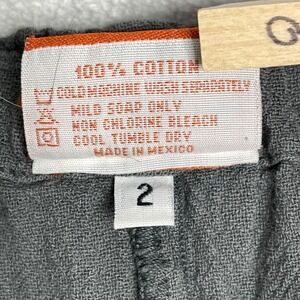 100% COTTON
COLD MACHINE WASH SEPARATELY
MILD SOAP ONLY
NON CHLORINE BLEACH
COOL TUMBLE DRY
MADE IN MEXICO
2